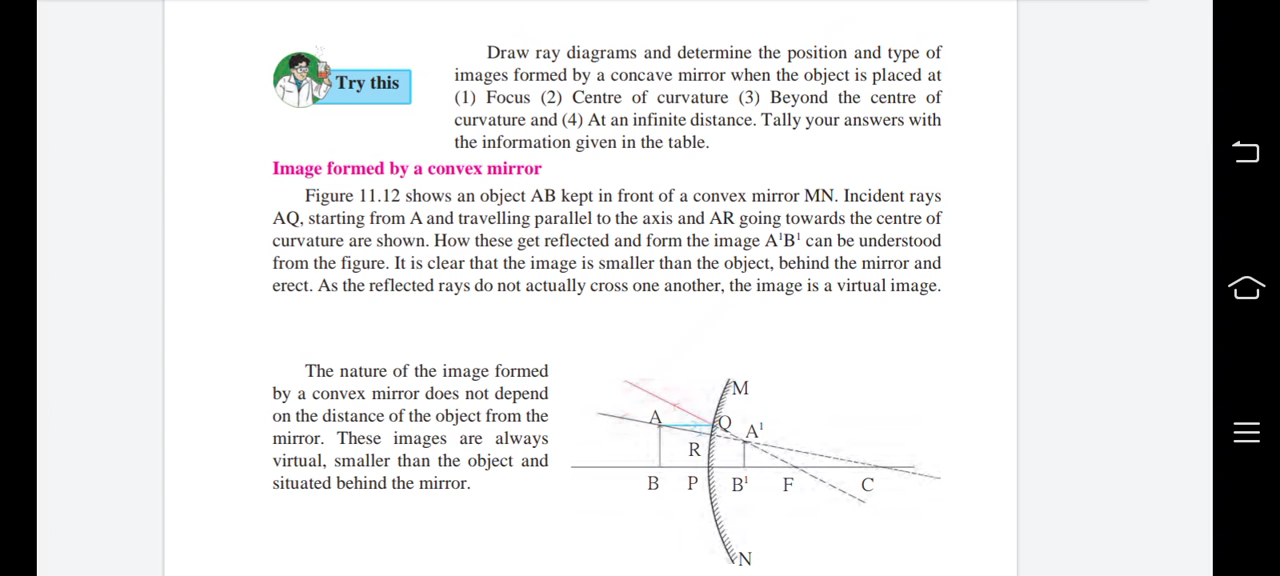 Try this
Draw ray diagrams and determine the position and type of
images formed by a concave mirror when the object is placed at
(1) Focus (2) Centre of curvature (3) Beyond the centre of
curvature and (4) At an infinite distance. Tally your answers with
the information given in the table.
Image formed by a convex mirror
Figure 11.12 shows an object AB kept in front of a convex mirror MN. Incident rays
AQ, starting from A and travelling parallel to the axis and AR going towards the centre of
curvature are shown. How these get reflected and form the image A¹B¹ can be understood
from the figure. It is clear that the image is smaller than the object, behind the mirror and
erect. As the reflected rays do not actually cross one another, the image is a virtual image.
The nature of the image formed
by a convex mirror does not depend
on the distance of the object from the
mirror. These images are always
virtual, smaller than the object and
situated behind the mirror.
M
A Q A¹
R
B P B¹ F C
N